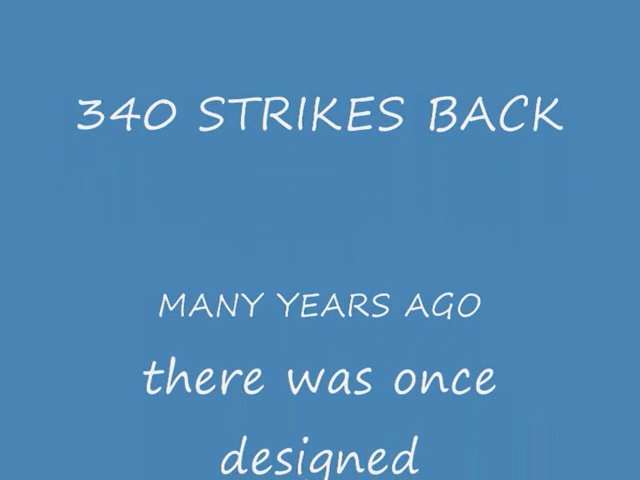 340 STRIKES BACK
MANY YEARS AGO
there was once
designed